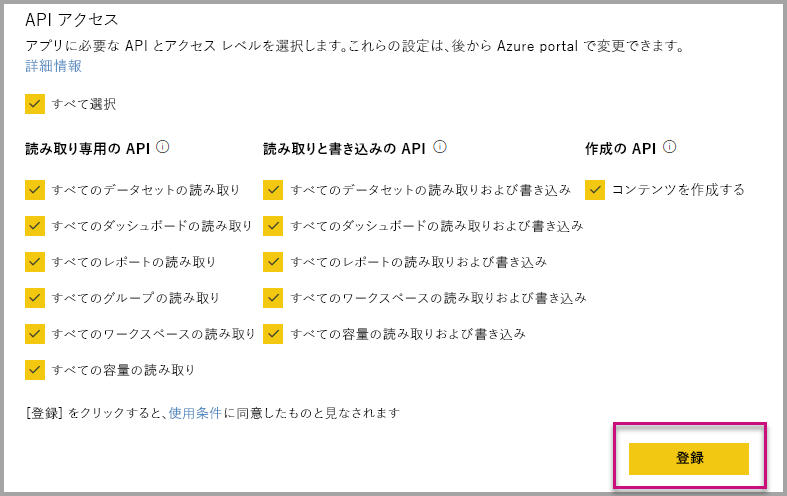 API アクセス
アプリに必要な API とアクセス レベルを選択します。これらの設定は、後から Azure portal で変更できます。
詳細情報
すべて選択
読み取り専用の API
すべてのデータセットの読み取り
すべてのダッシュボードの読み取り
すべてのレポートの読み取り
すべてのグループの読み取り
すべてのワークスペースの読み取り
すべての容量の読み取り
読み取りと書き込みの API
すべてのデータセットの読み取りおよび書き込み
すべてのダッシュボードの読み取りおよび書き込み
すべてのレポートの読み取りおよび書き込み
すべてのワークスペースの読み取りおよび書き込み
すべての容量の読み取りおよび書き込み
作成の API
コンテンツを作成する
[登録] をクリックすると、使用条件に同意したものと見なされます
登録